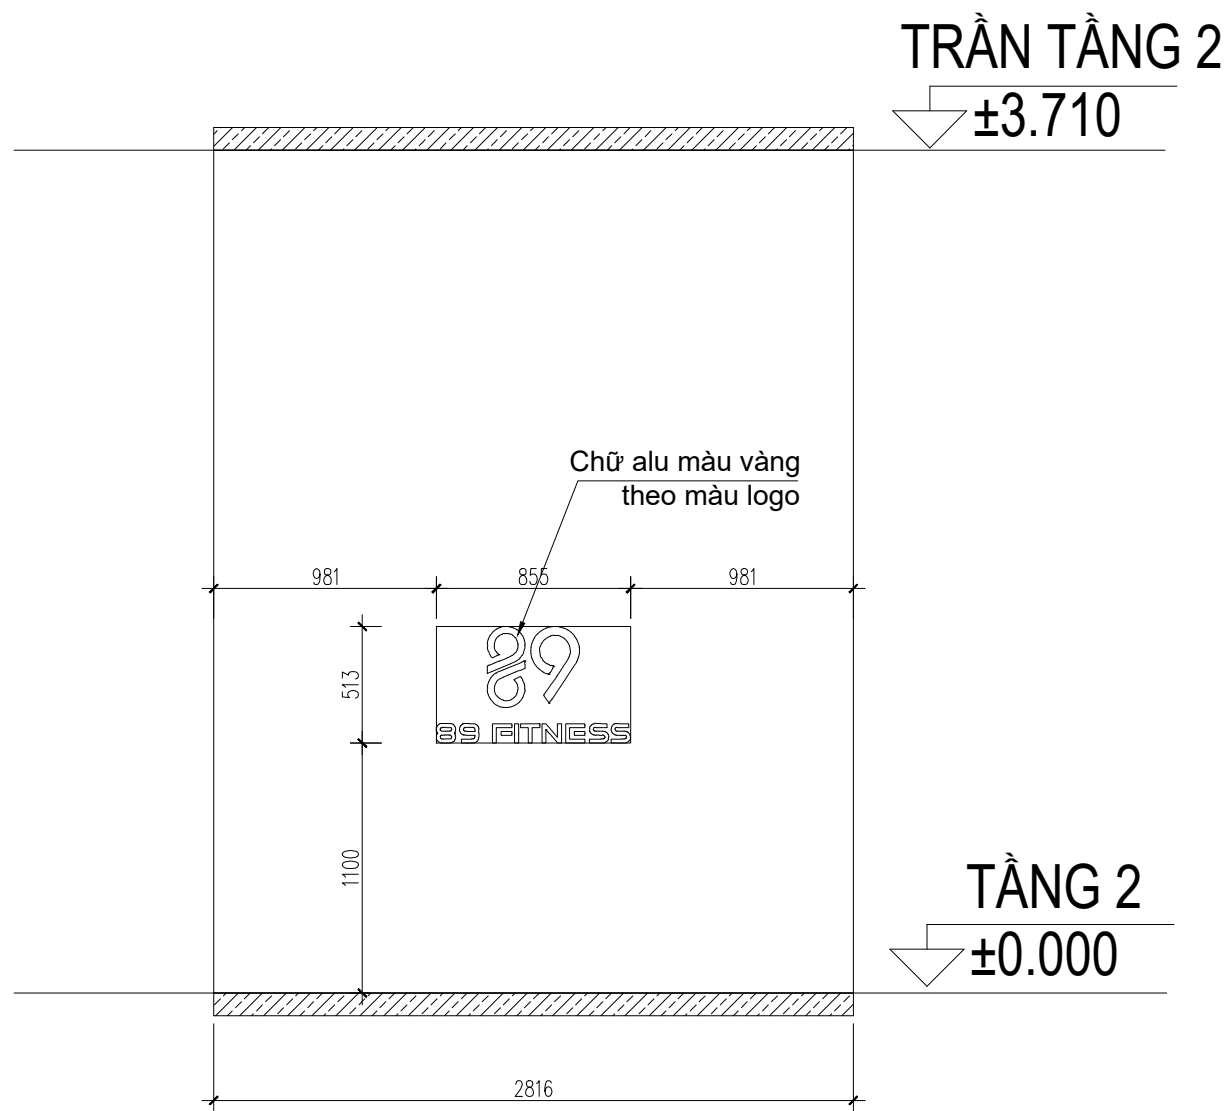 TRẦN TẦNG 2
±3.710
Chữ alu màu vàng
theo màu logo
981
855
981
513
89
89 FITNESS
1100
TẦNG 2
±0.000
2816